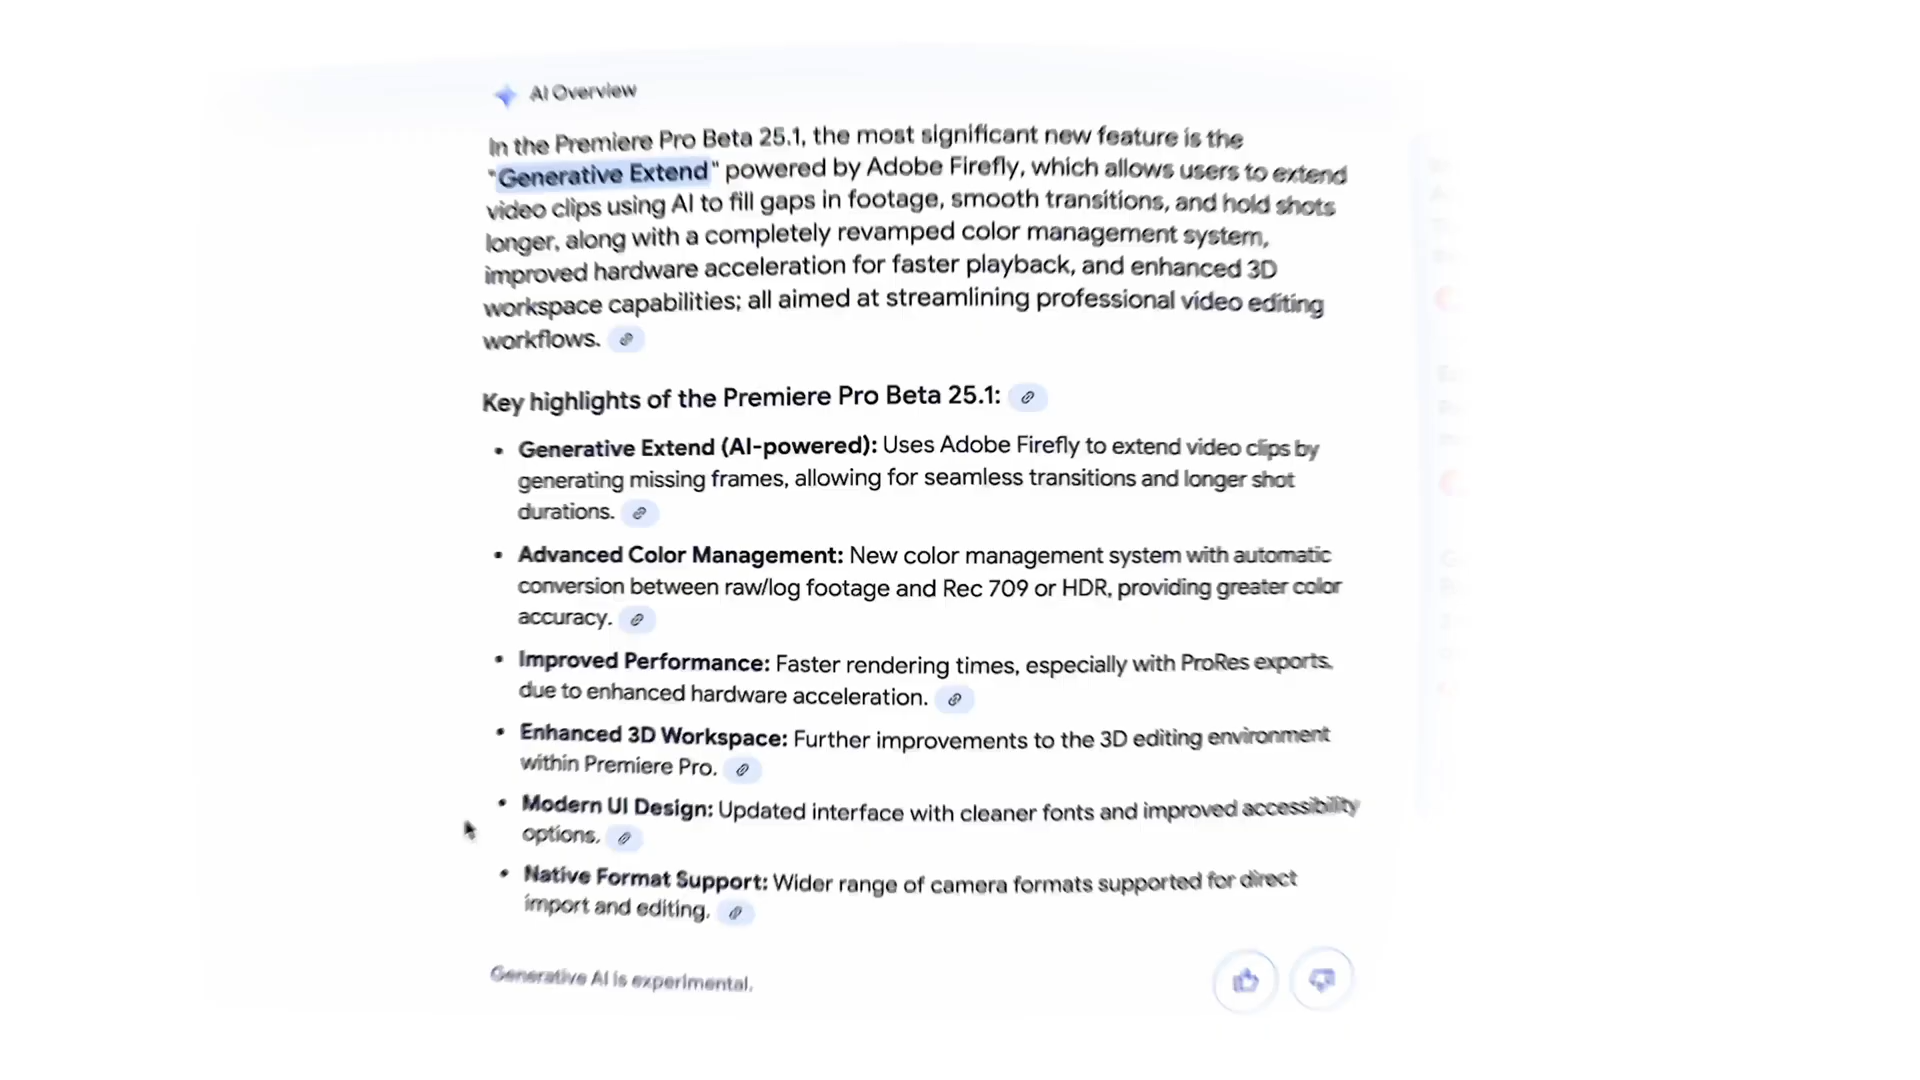 AI Overview
In the Premiere Pro Beta 25.1, the most significant new feature is the
"Generative Extend" powered by Adobe Firefly, which allows users to extend
video clips using AI to fill gaps in footage, smooth transitions, and hold shots
longer, along with a completely revamped color management system,
improved hardware acceleration for faster playback, and enhanced 3D
workspace capabilities; all aimed at streamlining professional video editing
workflows.
Key highlights of the Premiere Pro Beta 25.1:
• Generative Extend (AI-powered): Uses Adobe Firefly to extend video clips by
generating missing frames, allowing for seamless transitions and longer shot
durations.
• Advanced Color Management: New color management system with automatic
conversion between raw/log footage and Rec 709 or HDR, providing greater color
accuracy.
• Improved Performance: Faster rendering times, especially with ProRes exports,
due to enhanced hardware acceleration.
• Enhanced 3D Workspace: Further improvements to the 3D editing environment
within Premiere Pro.
• Modern UI Design: Updated interface with cleaner fonts and improved accessibility
options.
• Native Format Support: Wider range of camera formats supported for direct
import and editing.
Generative AI is experimental.